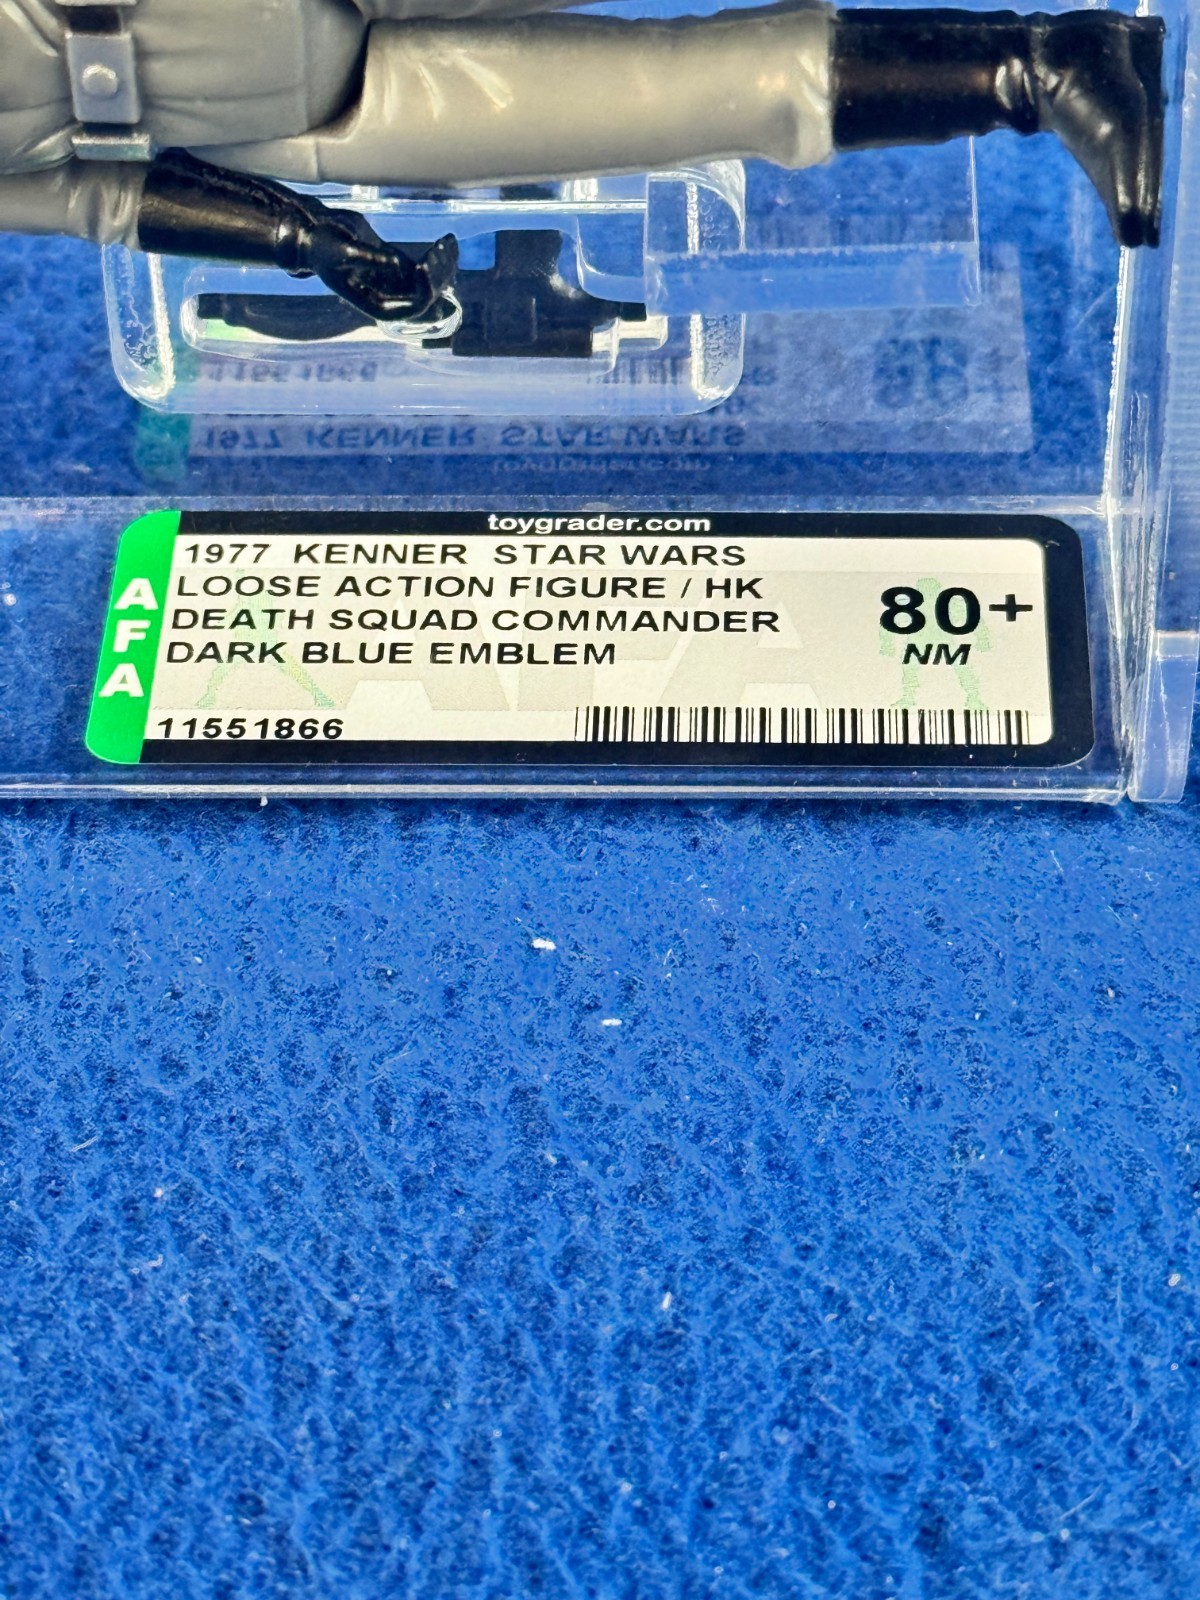 toygrader.com
AFA
1977 KENNER STAR WARS
LOOSE ACTION FIGURE / HK
DEATH SQUAD COMMANDER
DARK BLUE EMBLEM
80+
NM
11551866